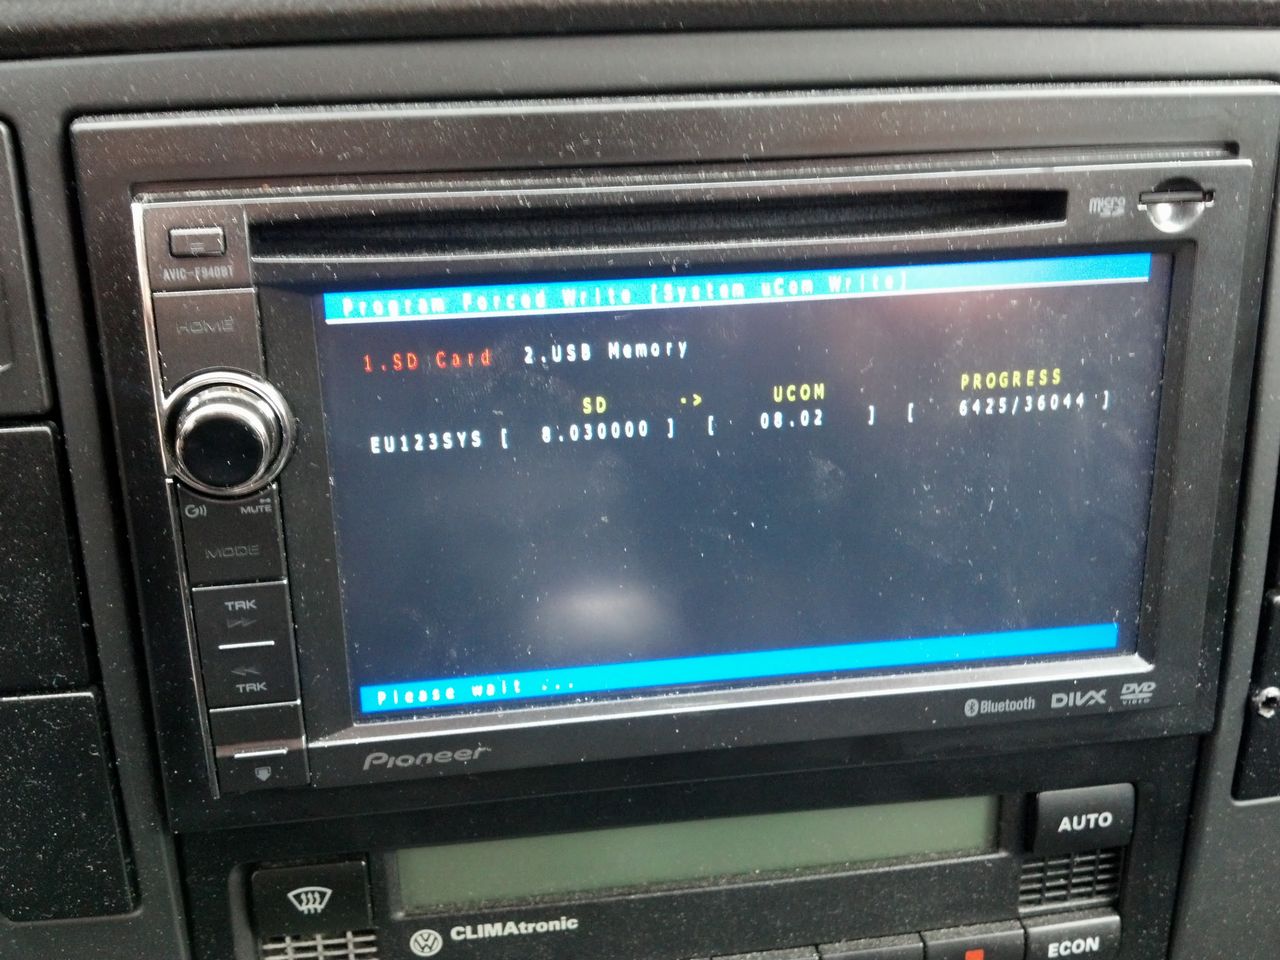 micro SD
AVIC-F940BT
HOME
MUTE
MODE
TRK
TRK
Program Forced Write [System uCom Write]
1.SD Card 2.USB Memory
SD -> UCOM PROGRESS
EU123SYS [ 8.030000 ] [ 08.02 ] [ 6425/36044 ]
Please wait ...
Bluetooth DIVX DVD VIDEO
Pioneer
AUTO
CLIMAtronic
ECON